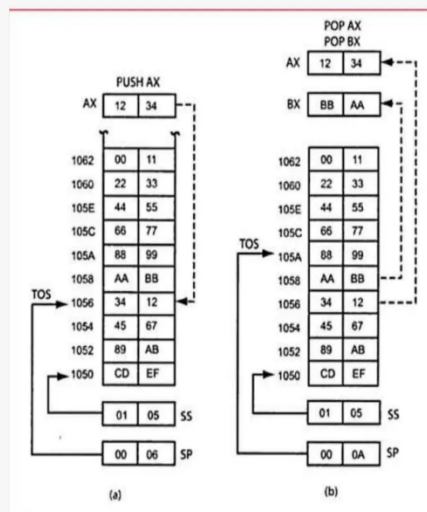 PUSH AX
AX 12 34
1062 00 11
1060 22 33
105E 44 55
105C 66 77
105A 88 99
1058 AA BB
TOS
1056 34 12
1054 45 67
1052 89 AB
1050 CD EF
01 05 SS
00 06 SP
(a)
POP AX
POP BX
AX 12 34
BX BB AA
1062 00 11
1060 22 33
105E 44 55
105C 66 77
TOS
105A 88 99
1058 AA BB
1056 34 12
1054 45 67
1052 89 AB
1050 CD EF
01 05 SS
00 0A SP
(b)